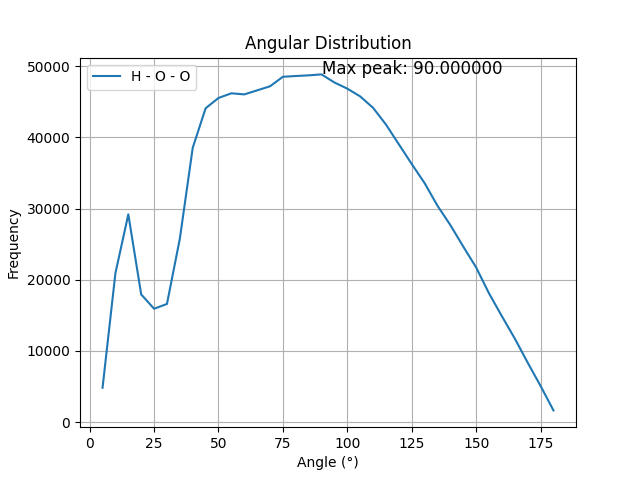 Angular Distribution
H - O - O
Max peak: 90.000000
50000
40000
30000
20000
10000
0
Frequency
0 25 50 75 100 125 150 175
Angle (°)